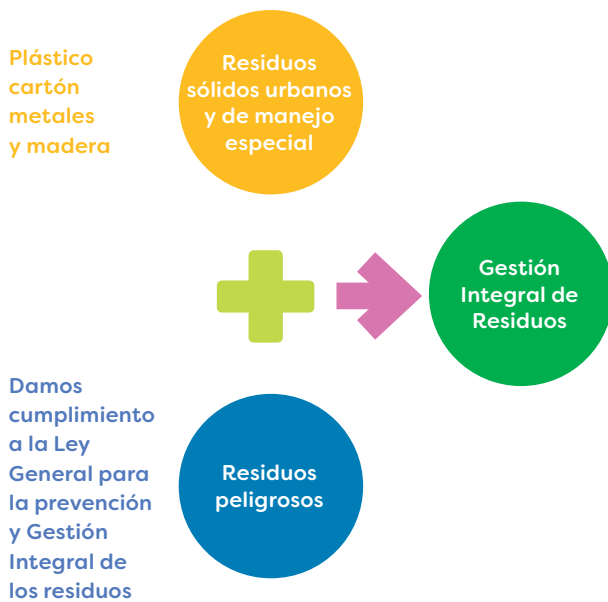 Plástico
cartón
metales
y madera
Residuos
sólidos urbanos
y de manejo
especial
Gestión
Integral de
Residuos
Damos
cumplimiento
a la Ley
General para
la prevención
y Gestión
Integral de
los residuos
Residuos
peligrosos